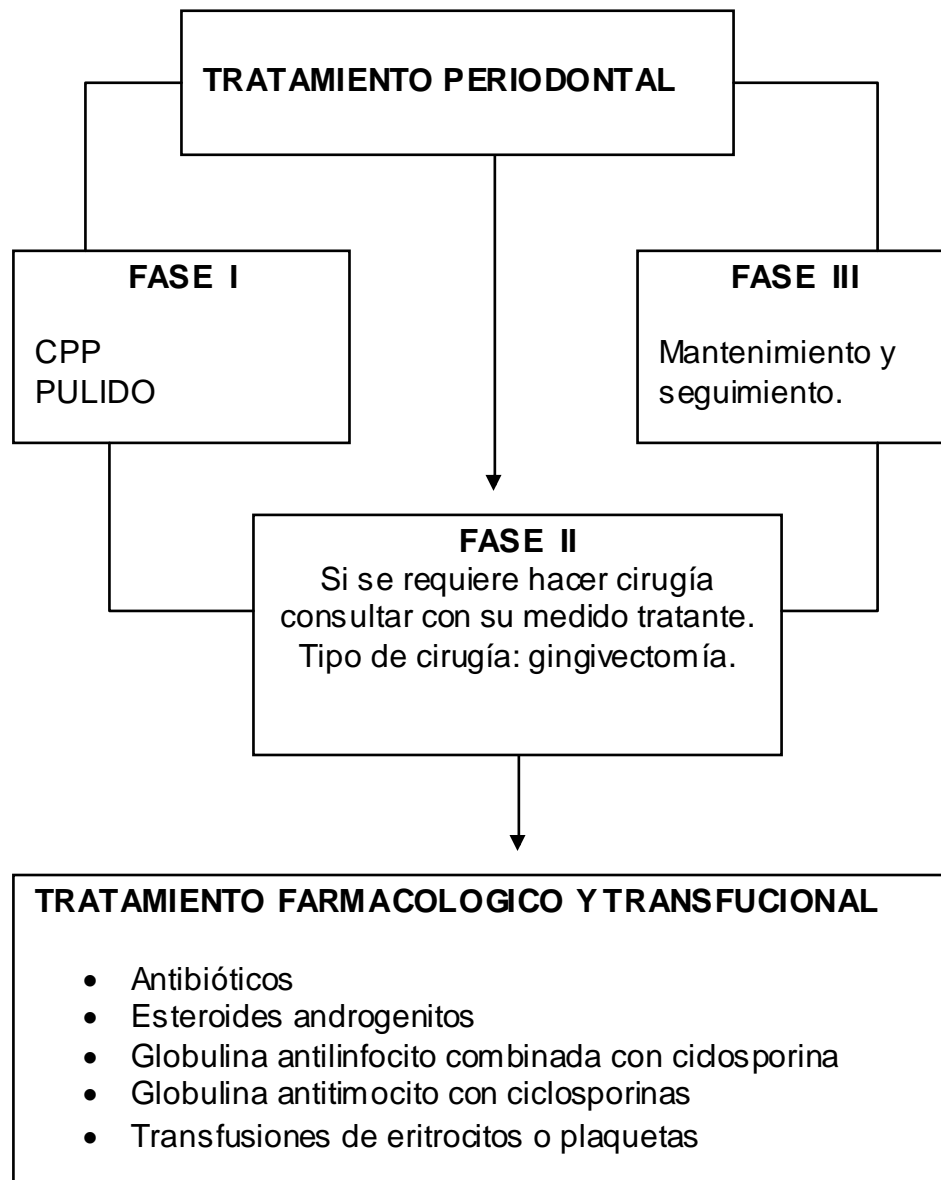 TRATAMIENTO PERIODONTAL
FASE I
CPP
PULIDO
FASE III
Mantenimiento y
seguimiento.
FASE II
Si se requiere hacer cirugía
consultar con su medido tratante.
Tipo de cirugía: gingivectomía.
TRATAMIENTO FARMACOLOGICO Y TRANSFUCIONAL
• Antibióticos
• Esteroides androgenitos
• Globulina antilinfocito combinada con ciclosporina
• Globulina antitimocito con ciclosporinas
• Transfusiones de eritrocitos o plaquetas